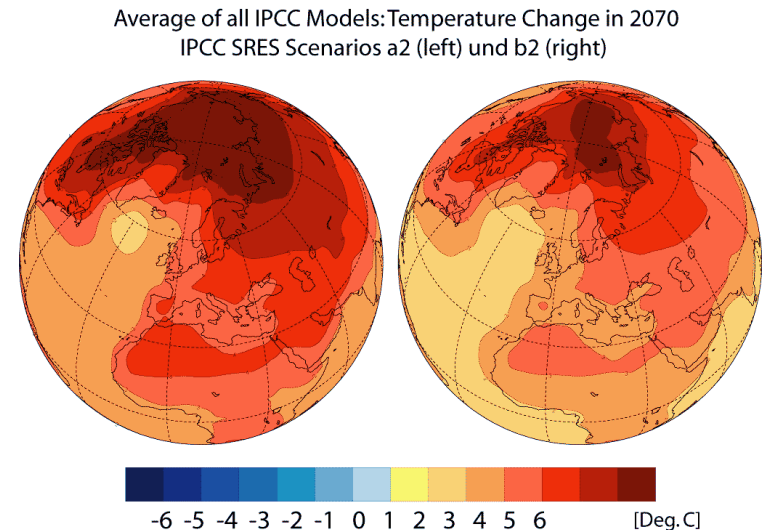 Average of all IPCC Models: Temperature Change in 2070
IPCC SRES Scenarios a2 (left) und b2 (right)
-6 -5 -4 -3 -2 -1 0 1 2 3 4 5 6 [Deg. C]